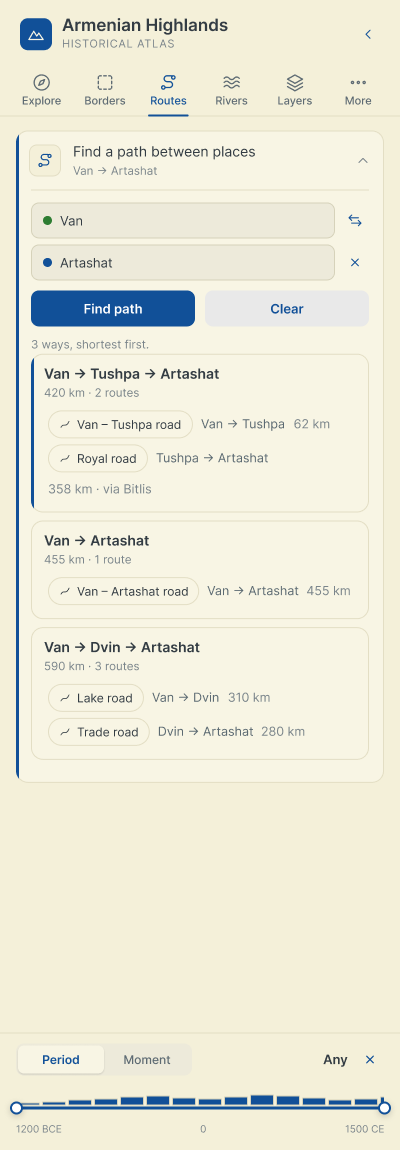 Armenian Highlands
HISTORICAL ATLAS
Explore Borders Routes Rivers Layers More
Find a path between places
Van → Artashat
Van
Artashat
Find path Clear
3 ways, shortest first.
Van → Tushpa → Artashat
420 km · 2 routes
Van – Tushpa road Van → Tushpa 62 km
Royal road Tushpa → Artashat
358 km · via Bitlis
Van → Artashat
455 km · 1 route
Van – Artashat road Van → Artashat 455 km
Van → Dvin → Artashat
590 km · 3 routes
Lake road Van → Dvin 310 km
Trade road Dvin → Artashat 280 km
Period Moment Any
1200 BCE 0 1500 CE